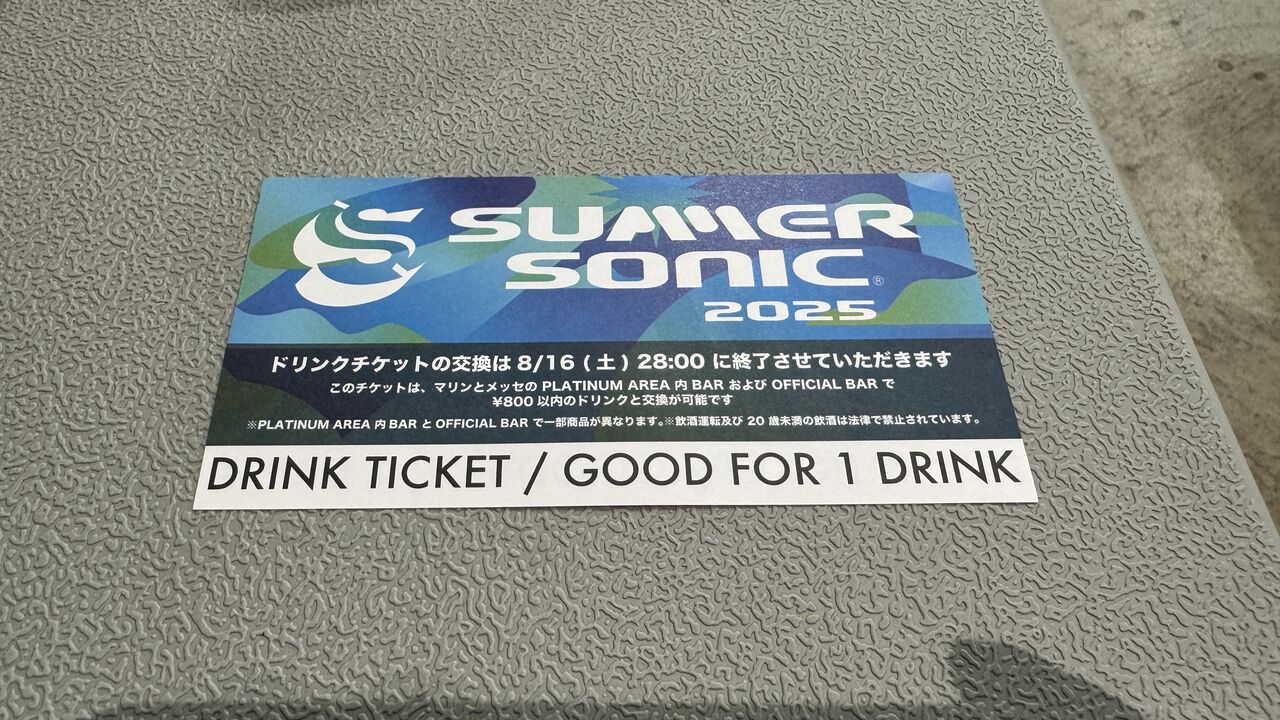 SUMMER
SONIC®
2025
ドリンクチケットの交換は 8/16 (土) 28:00 に終了させていただきます
このチケットは、マリンとメッセの PLATINUM AREA 内 BAR および OFFICIAL BAR で
¥800 以内のドリンクと交換が可能です
※PLATINUM AREA 内 BAR と OFFICIAL BAR で一部商品が異なります。※飲酒運転及び 20 歳未満の飲酒は法律で禁止されています。
DRINK TICKET / GOOD FOR 1 DRINK